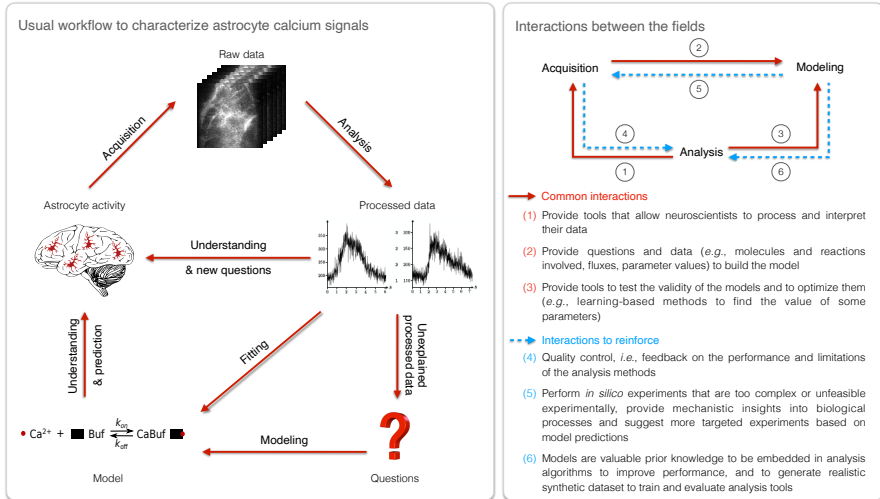 Usual workflow to characterize astrocyte calcium signals
Raw data
Acquisition
Analysis
Astrocyte activity
Processed data
Understanding
& new questions
Understanding
& prediction
Fitting
Unexplained
processed data
Ca2+ + Buf kon koff CaBuf
Modeling
?
Model
Questions
Interactions between the fields
2
Acquisition
Modeling
5
4
3
Analysis
1
6
Common interactions
(1) Provide tools that allow neuroscientists to process and interpret
their data
(2) Provide questions and data (e.g., molecules and reactions
involved, fluxes, parameter values) to build the model
(3) Provide tools to test the validity of the models and to optimize them
(e.g., learning-based methods to find the value of some
parameters)
Interactions to reinforce
(4) Quality control, i.e., feedback on the performance and limitations of
the analysis methods
(5) Perform in silico experiments that are too complex or unfeasible
experimentally, provide mechanistic insights into biological
processes and suggest more targeted experiments based on
model predictions
(6) Models are valuable prior knowledge to be embedded in analysis
algorithms to improve performance, and to generate realistic
synthetic dataset to train and evaluate analysis tools